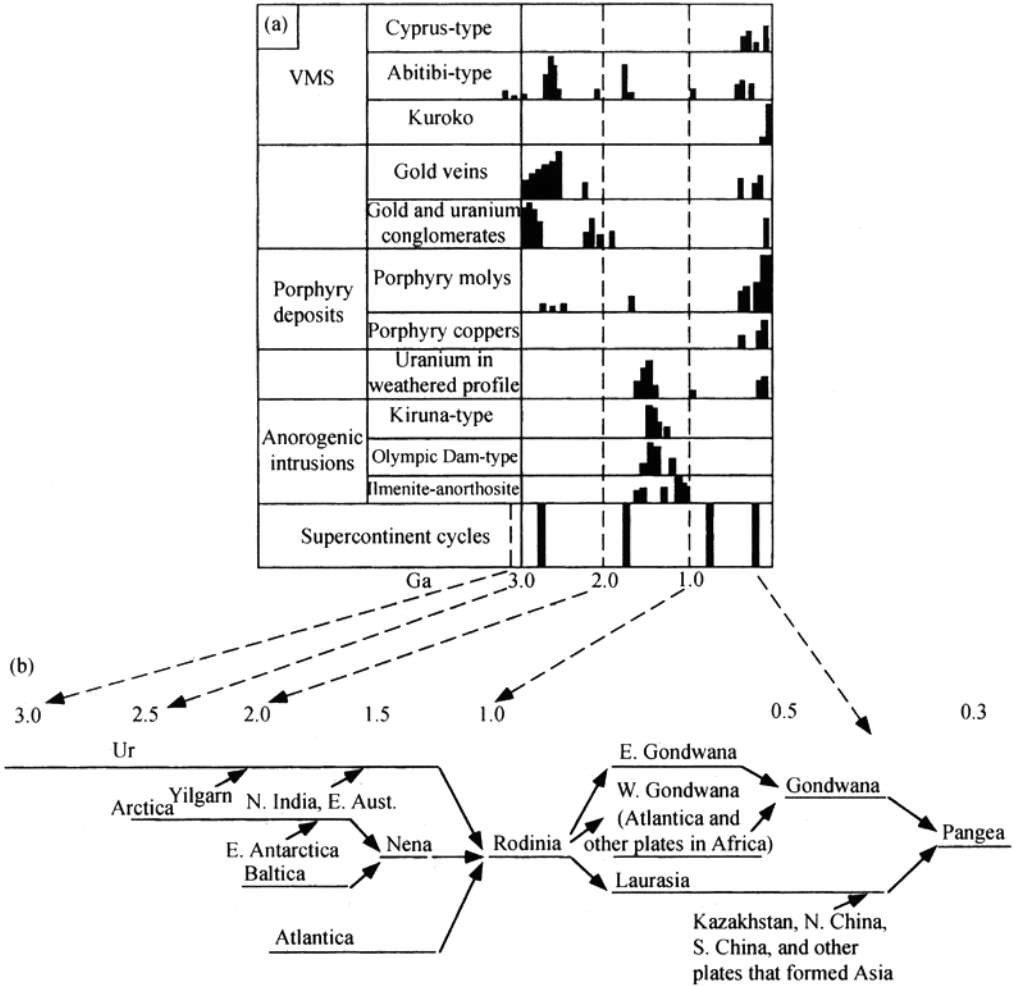 (a)
Cyprus-type
VMS
Abitibi-type
Kuroko
Gold veins
Gold and uranium
conglomerates
Porphyry
deposits
Porphyry molys
Porphyry coppers
Uranium in
weathered profile
Anorogenic
intrusions
Kiruna-type
Olympic Dam-type
Ilmenite-anorthosite
Supercontinent cycles
Ga 3.0 2.0 1.0
(b)
3.0 2.5 2.0 1.5 1.0 0.5 0.3
Ur
Yilgarn
N. India, E. Aust.
Arctica
E. Antarctica
Baltica
Nena
Atlantica
Rodinia
E. Gondwana
W. Gondwana
(Atlantica and
other plates in Africa)
Gondwana
Laurasia
Pangea
Kazakhstan, N. China,
S. China, and other
plates that formed Asia